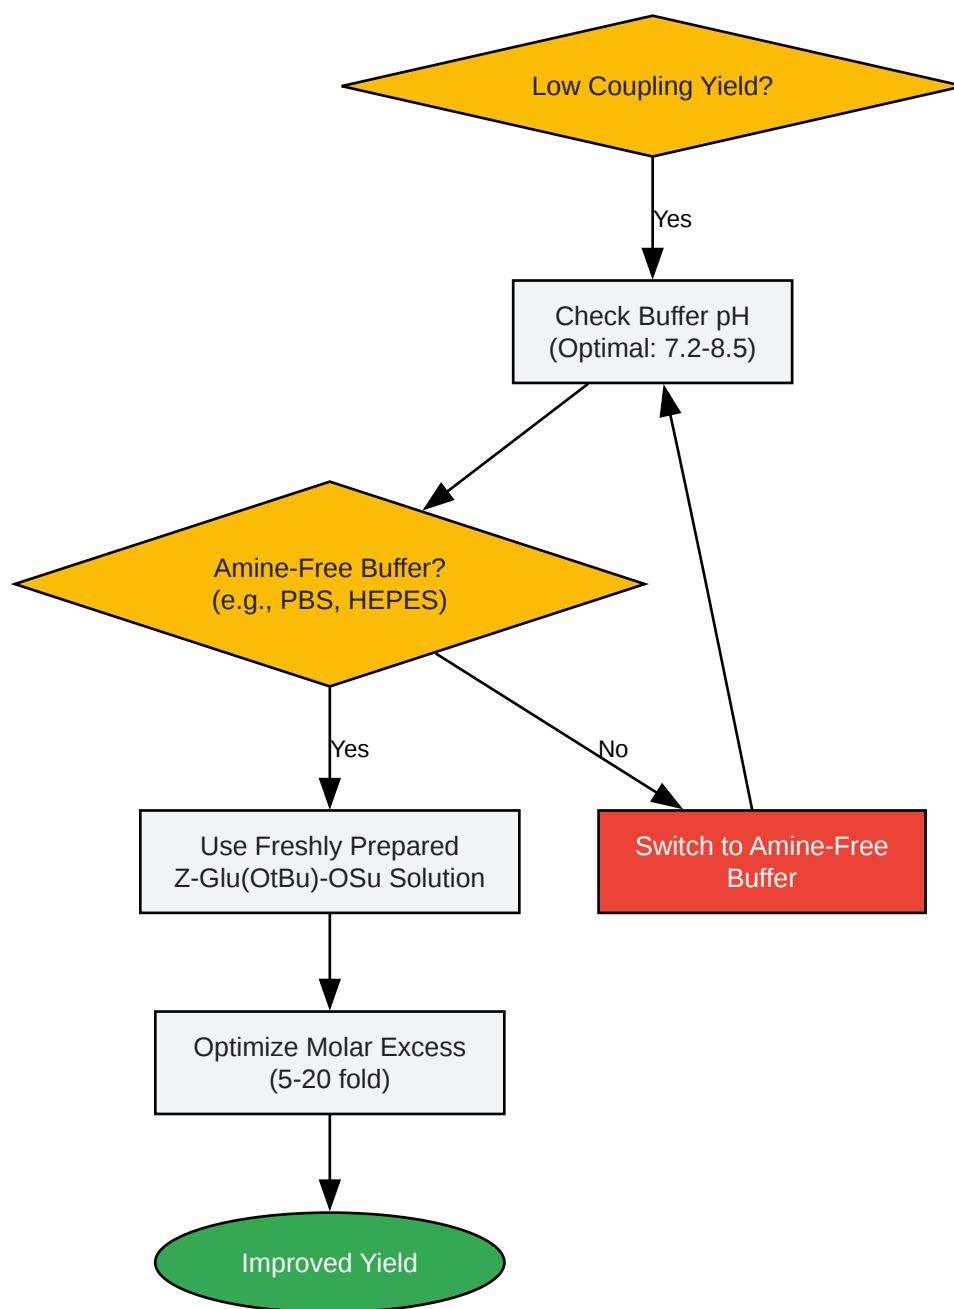 Low Coupling Yield?
Yes
Check Buffer pH
(Optimal: 7.2-8.5)
Amine-Free Buffer?
(e.g., PBS, HEPES)
Yes
No
Use Freshly Prepared
Z-Glu(OtBu)-OSu Solution
Switch to Amine-Free
Buffer
Optimize Molar Excess
(5-20 fold)
Improved Yield